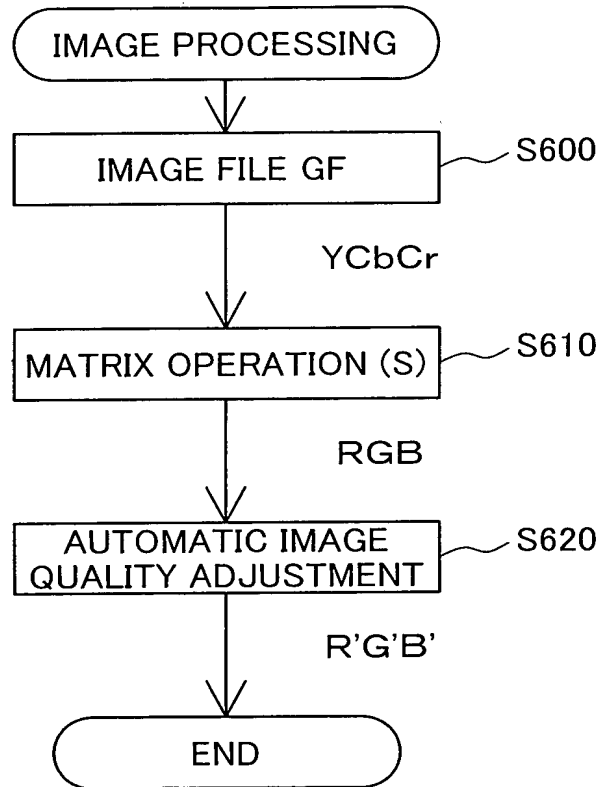 IMAGE PROCESSING
IMAGE FILE GF
S600
YCbCr
MATRIX OPERATION (S)
S610
RGB
AUTOMATIC IMAGE
QUALITY ADJUSTMENT
S620
R'G'B'
END